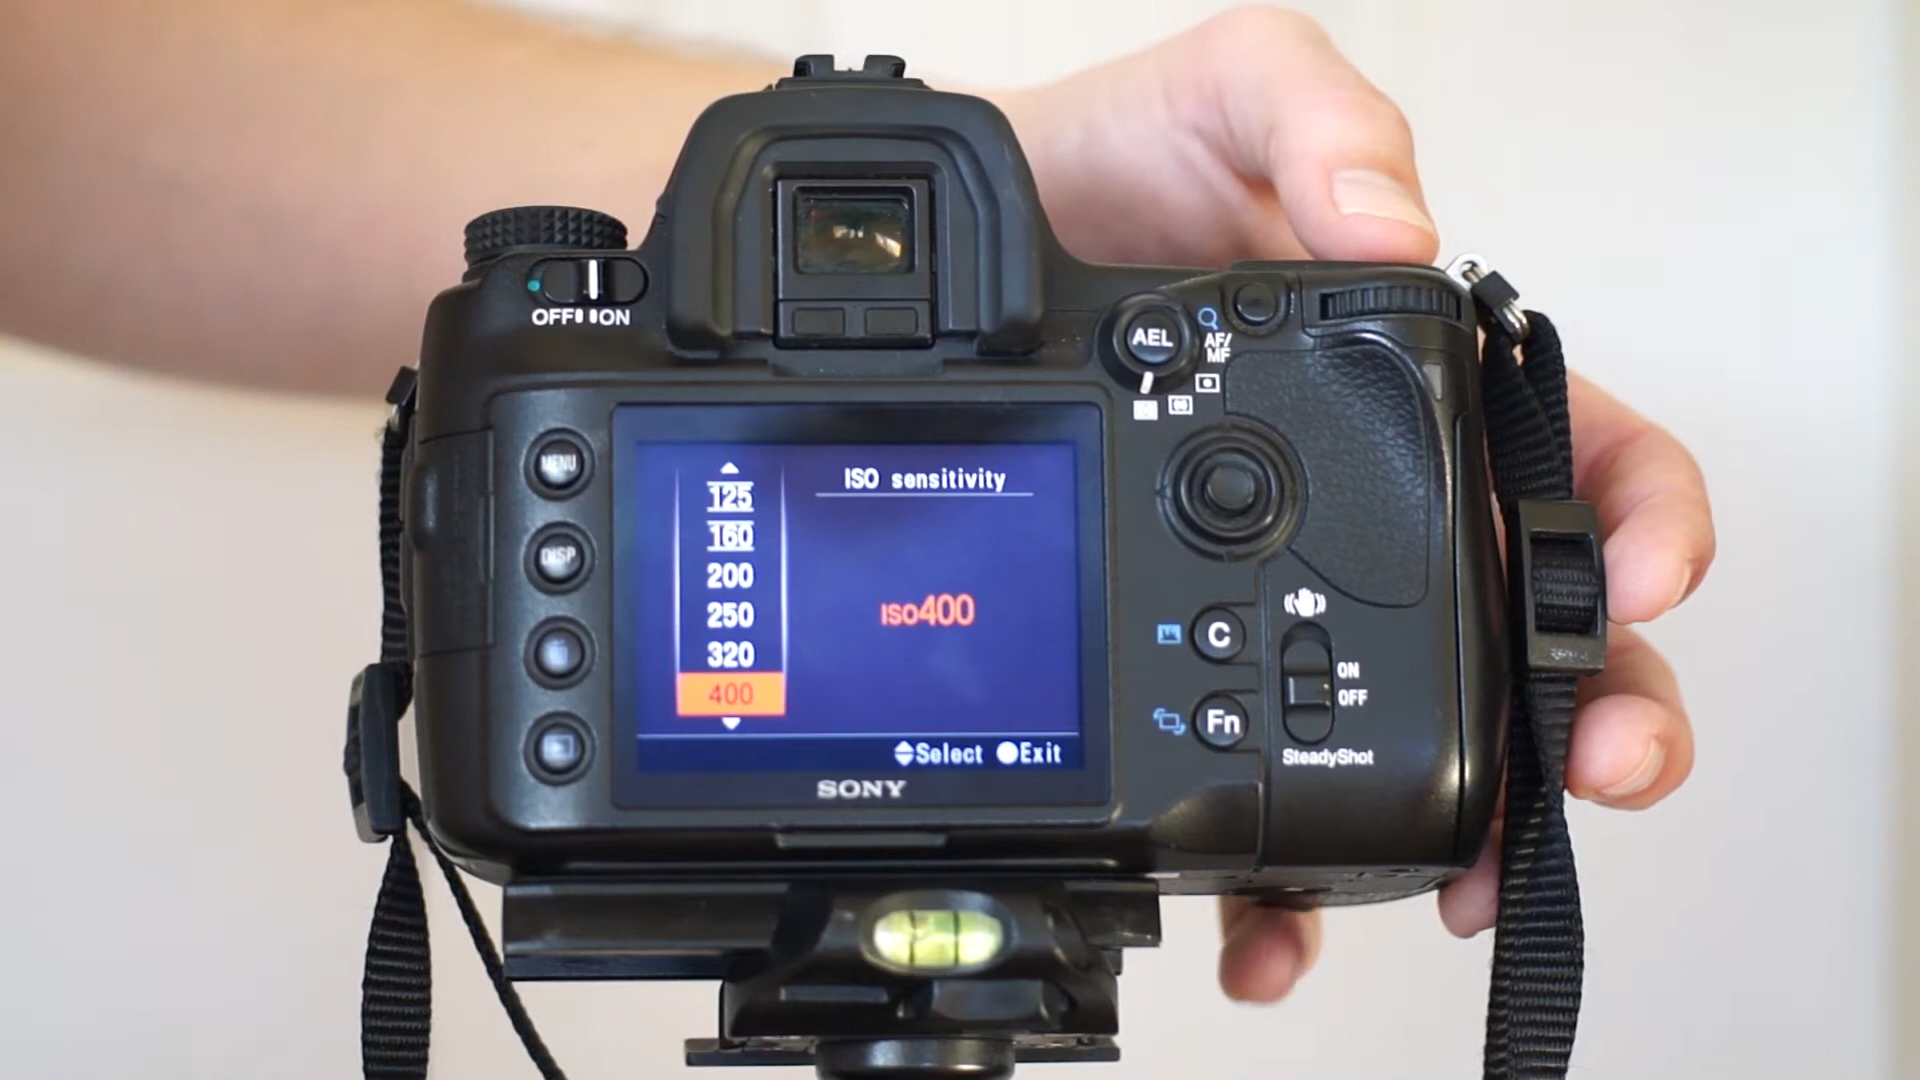 OFF ON
AEL
AF/
MF
MENU
DISP
125
160
200
250
320
400
ISO sensitivity
ISO400
Select Exit
SONY
C
Fn
ON
OFF
SteadyShot